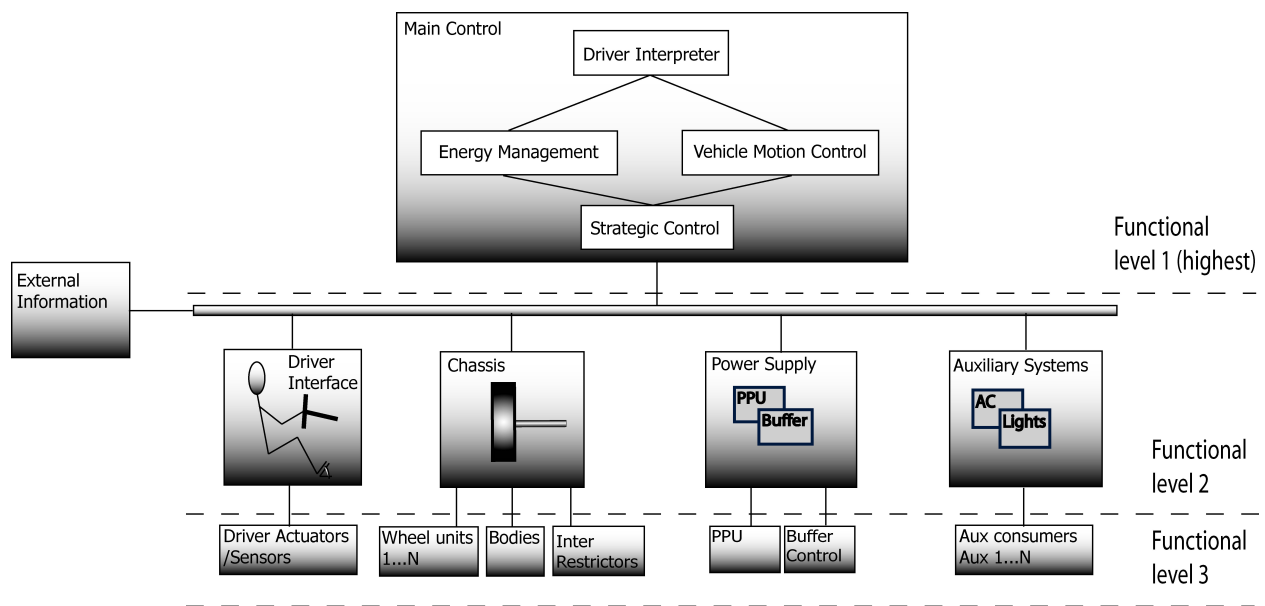 Main Control
Driver Interpreter
Energy Management
Vehicle Motion Control
Strategic Control
Functional
level 1 (highest)
External
Information
Driver
Interface
Chassis
Power Supply
PPU
Buffer
Auxiliary Systems
AC
Lights
Functional
level 2
Driver Actuators
/Sensors
Wheel units
1...N
Bodies
Inter
Restrictors
PPU
Buffer
Control
Aux consumers
Aux 1...N
Functional
level 3